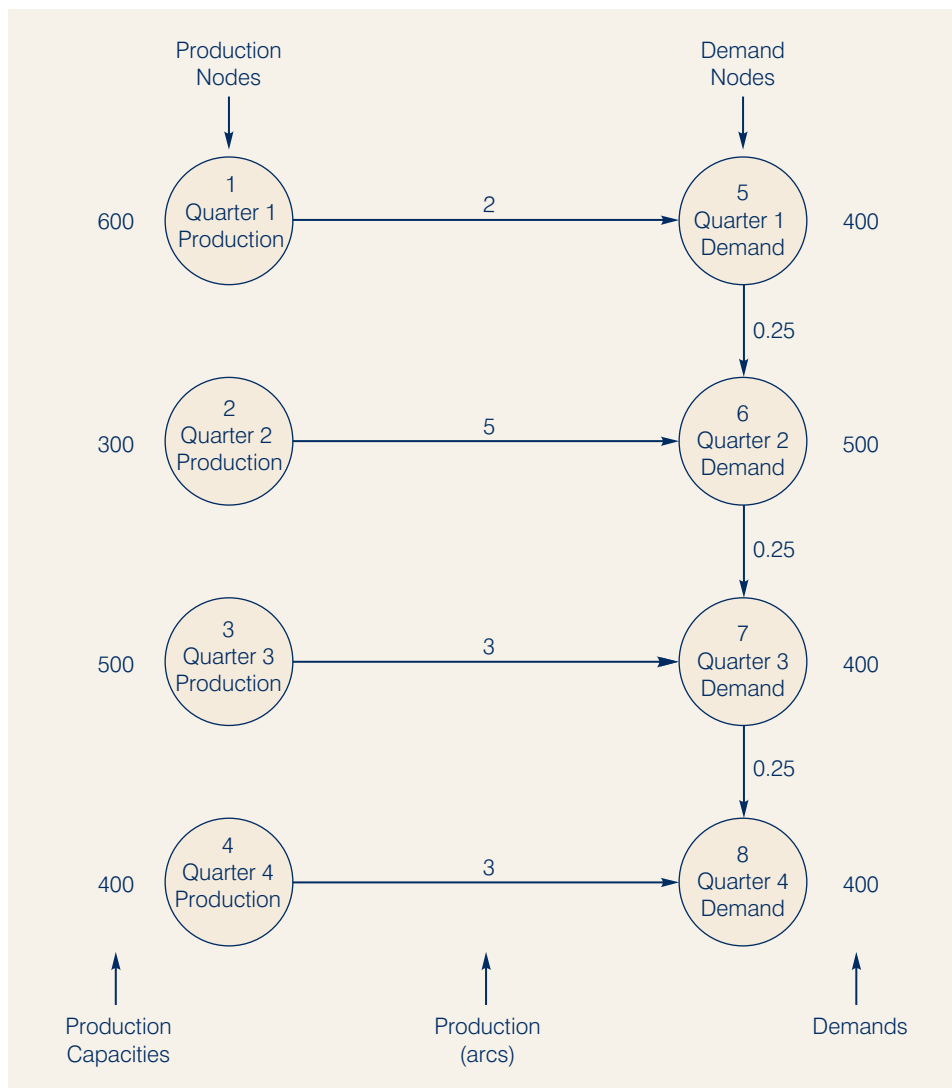 Production
Nodes
Demand
Nodes
1
Quarter 1
Production
600
2
5
Quarter 1
Demand
400
0.25
2
Quarter 2
Production
300
5
6
Quarter 2
Demand
500
0.25
3
Quarter 3
Production
500
3
7
Quarter 3
Demand
400
0.25
4
Quarter 4
Production
400
3
8
Quarter 4
Demand
400
Production
Capacities
Production
(arcs)
Demands